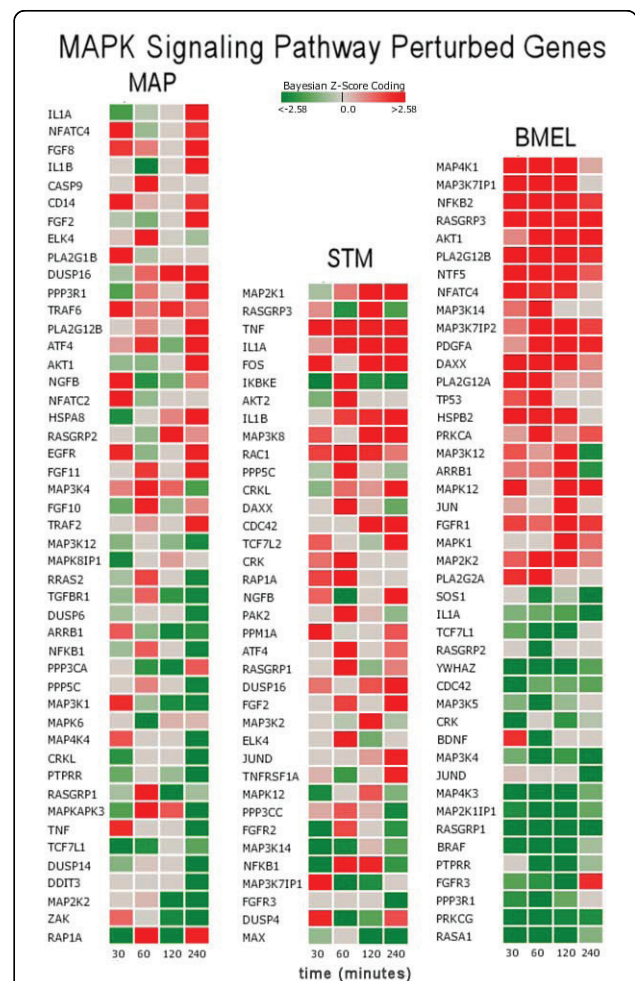 MAPK Signaling Pathway Perturbed Genes
MAP
Bayesian Z-Score Coding
<-2.58 0.0 >2.58
IL1A
NFATC4
FGF8
IL1B
CASP9
CD14
FGF2
ELK4
PLA2G1B
DUSP16
PPP3R1
TRAF6
PLA2G12B
ATF4
AKT1
NGFB
NFATC2
HSPA8
RASGRP2
EGFR
FGF11
MAP3K4
FGF10
TRAF2
MAP3K12
MAPK8IP1
RRAS2
TGFBR1
DUSP6
ARRB1
NFKB1
PPP3CA
PPP5C
MAP3K1
MAPK6
MAP4K4
CRKL
PTPRR
RASGRP1
MAPKAPK3
TNF
TCF7L1
DUSP14
DDIT3
MAP2K2
ZAK
RAP1A
30 60 120 240
STM
MAP2K1
RASGRP3
TNF
IL1A
FOS
IKBKE
AKT2
IL1B
MAP3K8
RAC1
PPP5C
CRKL
DAXX
CDC42
TCF7L2
CRK
RAP1A
NGFB
PAK2
PPM1A
ATF4
RASGRP1
DUSP16
FGF2
MAP3K2
ELK4
JUND
TNFRSF1A
MAPK12
PPP3CC
FGFR2
MAP3K14
NFKB1
MAP3K7IP1
FGFR3
DUSP4
MAX
30 60 120 240
time (minutes)
BMEL
MAP4K1
MAP3K7IP1
NFKB2
RASGRP3
AKT1
PLA2G12B
NTF5
NFATC4
MAP3K14
MAP3K7IP2
PDGFA
DAXX
PLA2G12A
TP53
HSPB2
PRKCA
MAP3K12
ARRB1
MAPK12
JUN
FGFR1
MAPK1
MAP2K2
PLA2G2A
SOS1
IL1A
TCF7L1
RASGRP2
YWHAZ
CDC42
MAP3K5
CRK
BDNF
MAP3K4
JUND
MAP4K3
MAP2K1IP1
RASGRP1
BRAF
PTPRR
FGFR3
PPP3R1
PRKCG
RASA1
30 60 120 240